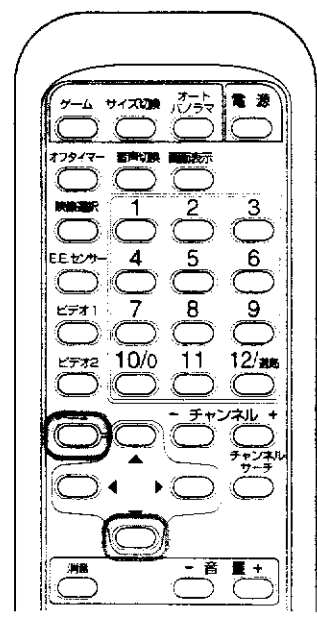 ゲーム サイズ切換 オート
パノラマ 電源
オフタイマー 音声切換 画面表示
映像選択 1 2 3
E.E.センサー 4 5 6
ビデオ1 7 8 9
ビデオ2 10/0 11 12/選局
- チャンネル +
チャンネル
サーチ
消音 - 音量 +